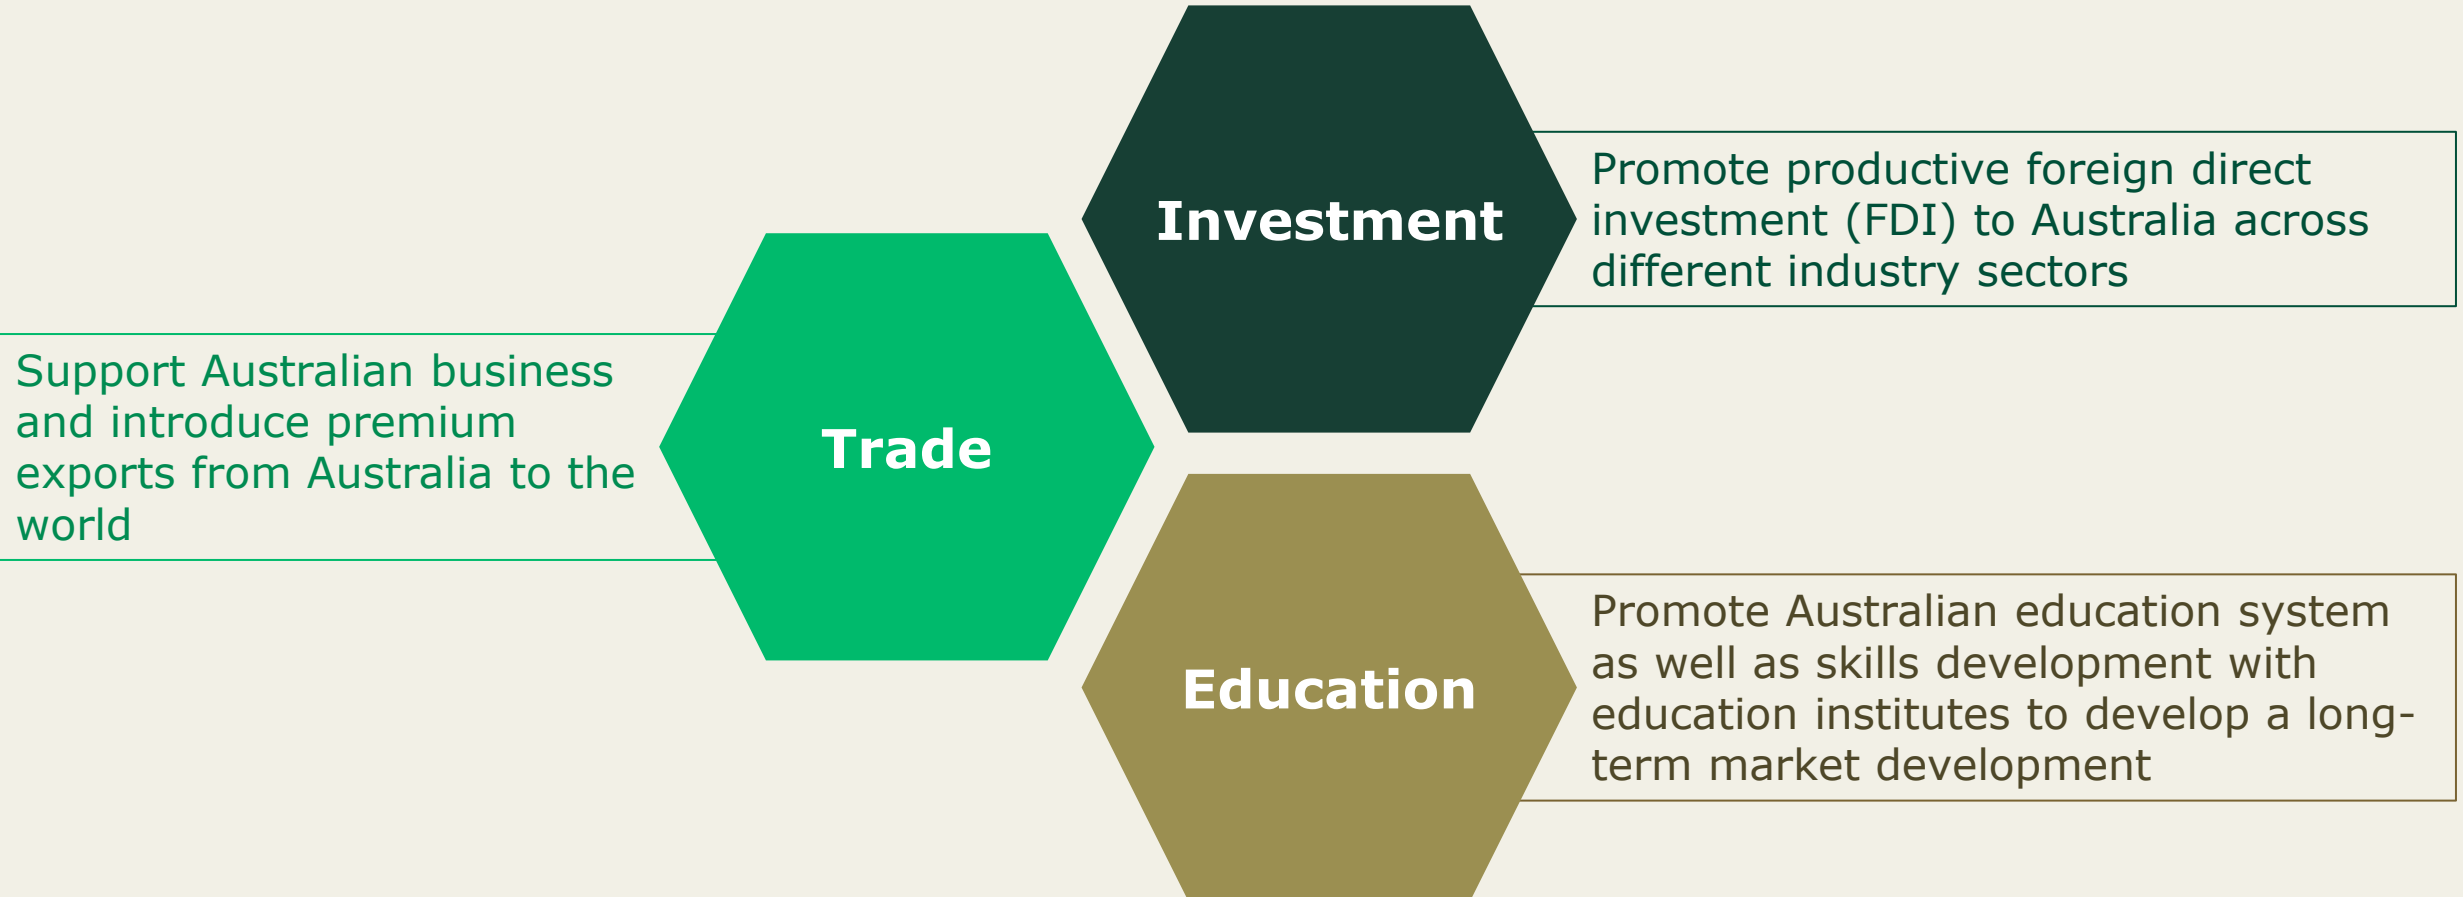 Investment
Promote productive foreign direct
investment (FDI) to Australia across
different industry sectors
Trade
Support Australian business
and introduce premium
exports from Australia to the
world
Education
Promote Australian education system
as well as skills development with
education institutes to develop a long-
term market development